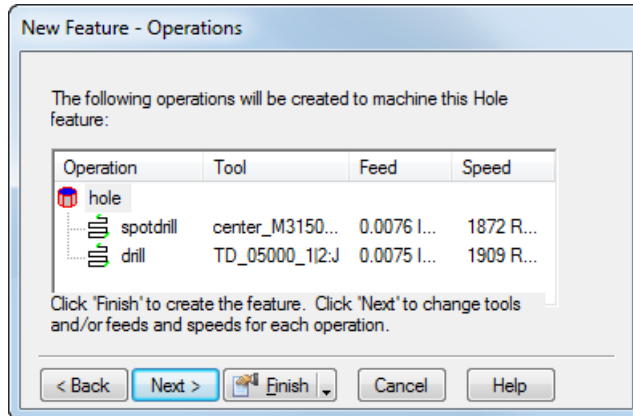 New Feature - Operations
The following operations will be created to machine this Hole
feature:
Operation Tool Feed Speed
hole
spotdrill center_M3150... 0.0076 I... 1872 R...
drill TD_05000_1|2:J 0.0075 I... 1909 R...
Click 'Finish' to create the feature. Click 'Next' to change tools
and/or feeds and speeds for each operation.
< Back Next > Finish Cancel Help